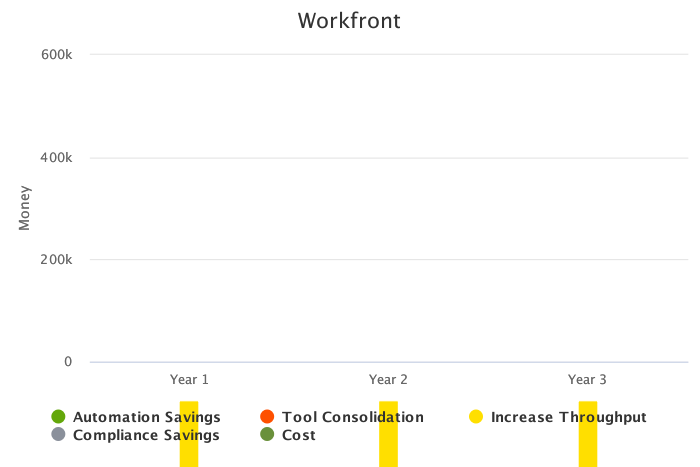 Workfront
600k
400k
200k
0
Money
Year 1 Year 2 Year 3
Automation Savings Tool Consolidation Increase Throughput
Compliance Savings Cost